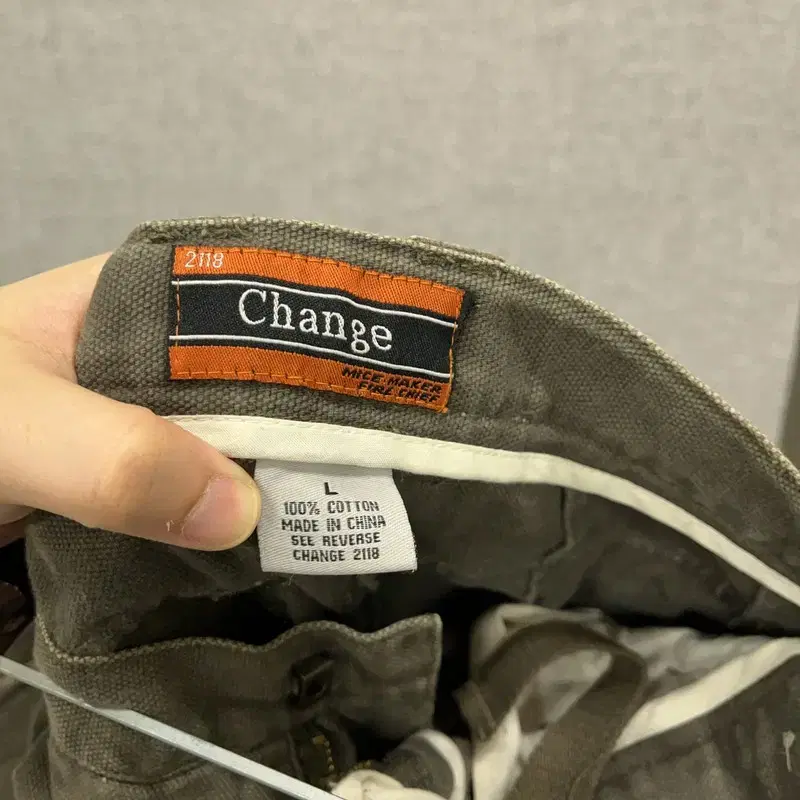 2118
Change
MICE MAKER
FIRE CHIEF
L
100% COTTON
MADE IN CHINA
SEE REVERSE
CHANGE 2118